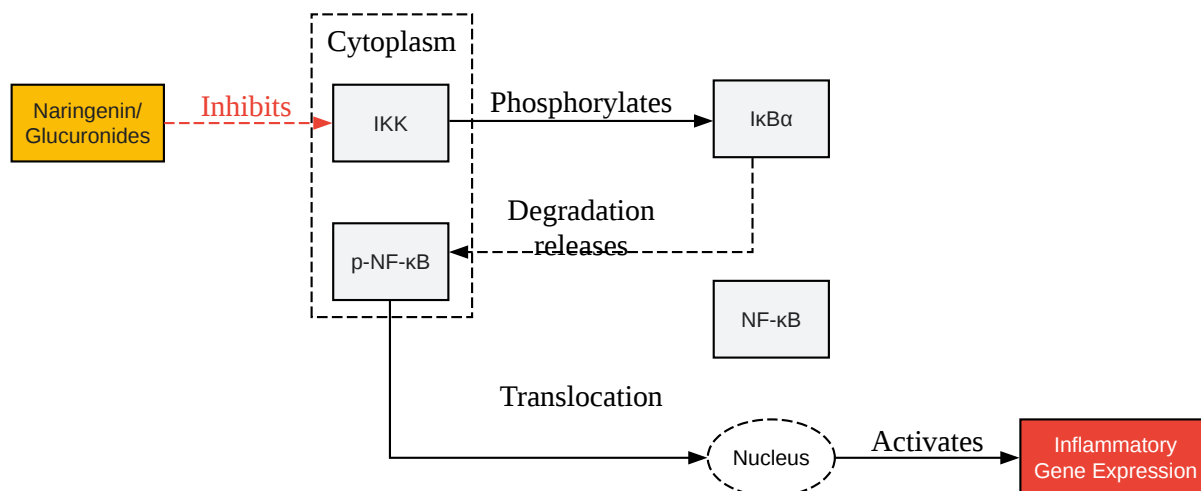 Cytoplasm
Naringenin/
Glucuronides
Inhibits
IKK
Phosphorylates
IκBα
Degradation
releases
p-NF-κB
NF-κB
Translocation
Nucleus
Activates
Inflammatory
Gene Expression